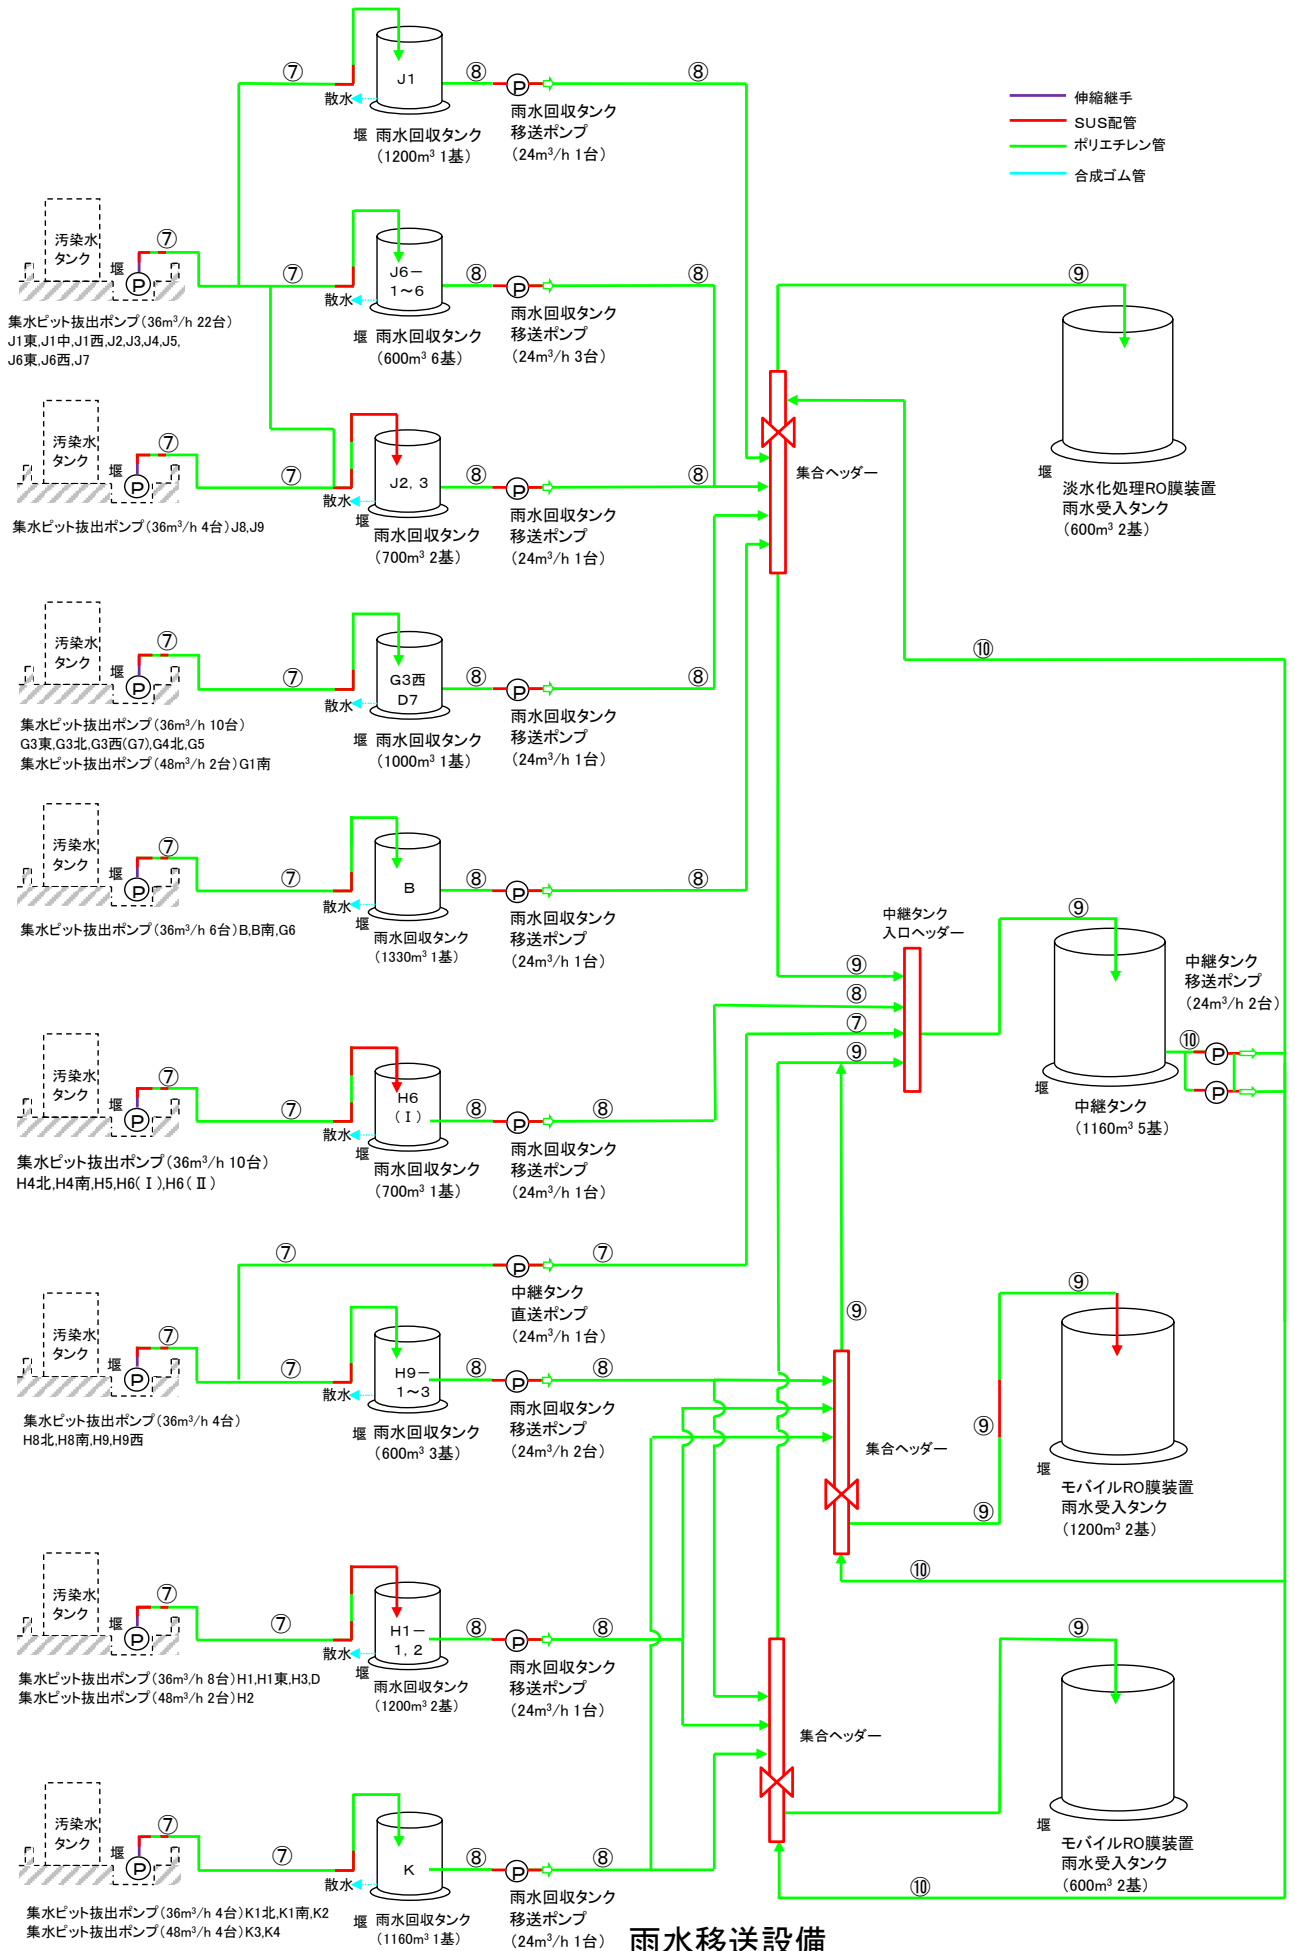 ⑦
J1
⑧
P
⑧
散水
堰 雨水回収タンク
(1200m³ 1基)
雨水回収タンク
移送ポンプ
(24m³/h 1台)
伸縮継手
SUS配管
ポリエチレン管
合成ゴム管
汚染水
タンク
堰
P
⑦
集水ピット抜出ポンプ(36m³/h 22台)
J1東,J1中,J1西,J2,J3,J4,J5,
J6東,J6西,J7
⑦
J6-
1~6
⑧
P
⑧
散水
堰 雨水回収タンク
(600m³ 6基)
雨水回収タンク
移送ポンプ
(24m³/h 3台)
⑨
集合ヘッダー
堰
淡水化処理RO膜装置
雨水受入タンク
(600m³ 2基)
汚染水
タンク
堰
P
⑦
集水ピット抜出ポンプ(36m³/h 4台)J8,J9
⑦
J2, 3
⑧
P
⑧
散水
堰
雨水回収タンク
(700m³ 2基)
雨水回収タンク
移送ポンプ
(24m³/h 1台)
汚染水
タンク
堰
P
⑦
集水ピット抜出ポンプ(36m³/h 10台)
G3東,G3北,G3西(G7),G4北,G5
集水ピット抜出ポンプ(48m³/h 2台)G1南
⑦
G3西
D7
⑧
P
⑧
散水
堰 雨水回収タンク
(1000m³ 1基)
雨水回収タンク
移送ポンプ
(24m³/h 1台)
⑩
汚染水
タンク
堰
P
⑦
集水ピット抜出ポンプ(36m³/h 6台)B,B南,G6
⑦
B
⑧
P
⑧
散水
堰
雨水回収タンク
(1330m³ 1基)
雨水回収タンク
移送ポンプ
(24m³/h 1台)
中継タンク
入口ヘッダー
⑨
⑧
⑦
⑨
⑨
中継タンク
移送ポンプ
(24m³/h 2台)
⑩
P
P
堰
中継タンク
(1160m³ 5基)
汚染水
タンク
堰
P
⑦
集水ピット抜出ポンプ(36m³/h 10台)
H4北,H4南,H5,H6(Ⅰ),H6(Ⅱ)
⑦
H6
(Ⅰ)
⑧
P
⑧
散水
堰
雨水回収タンク
(700m³ 1基)
雨水回収タンク
移送ポンプ
(24m³/h 1台)
⑦
P
⑦
中継タンク
直送ポンプ
(24m³/h 1台)
汚染水
タンク
堰
P
⑦
集水ピット抜出ポンプ(36m³/h 4台)
H8北,H8南,H9,H9西
⑦
H9-
1~3
⑧
P
⑧
散水
堰 雨水回収タンク
(600m³ 3基)
雨水回収タンク
移送ポンプ
(24m³/h 2台)
⑨
集合ヘッダー
⑨
⑨
⑨
⑩
堰
モバイルRO膜装置
雨水受入タンク
(1200m³ 2基)
汚染水
タンク
堰
P
⑦
集水ピット抜出ポンプ(36m³/h 8台)H1,H1東,H3,D
集水ピット抜出ポンプ(48m³/h 2台)H2
⑦
H1-
1, 2
⑧
P
⑧
散水
堰
雨水回収タンク
(1200m³ 2基)
雨水回収タンク
移送ポンプ
(24m³/h 1台)
集合ヘッダー
⑨
堰
モバイルRO膜装置
雨水受入タンク
(600m³ 2基)
⑩
汚染水
タンク
堰
P
⑦
集水ピット抜出ポンプ(36m³/h 4台)K1北,K1南,K2
集水ピット抜出ポンプ(48m³/h 4台)K3,K4
⑦
K
⑧
P
⑧
散水
堰 雨水回収タンク
(1160m³ 1基)
雨水回収タンク
移送ポンプ
(24m³/h 1台)
雨水移送設備